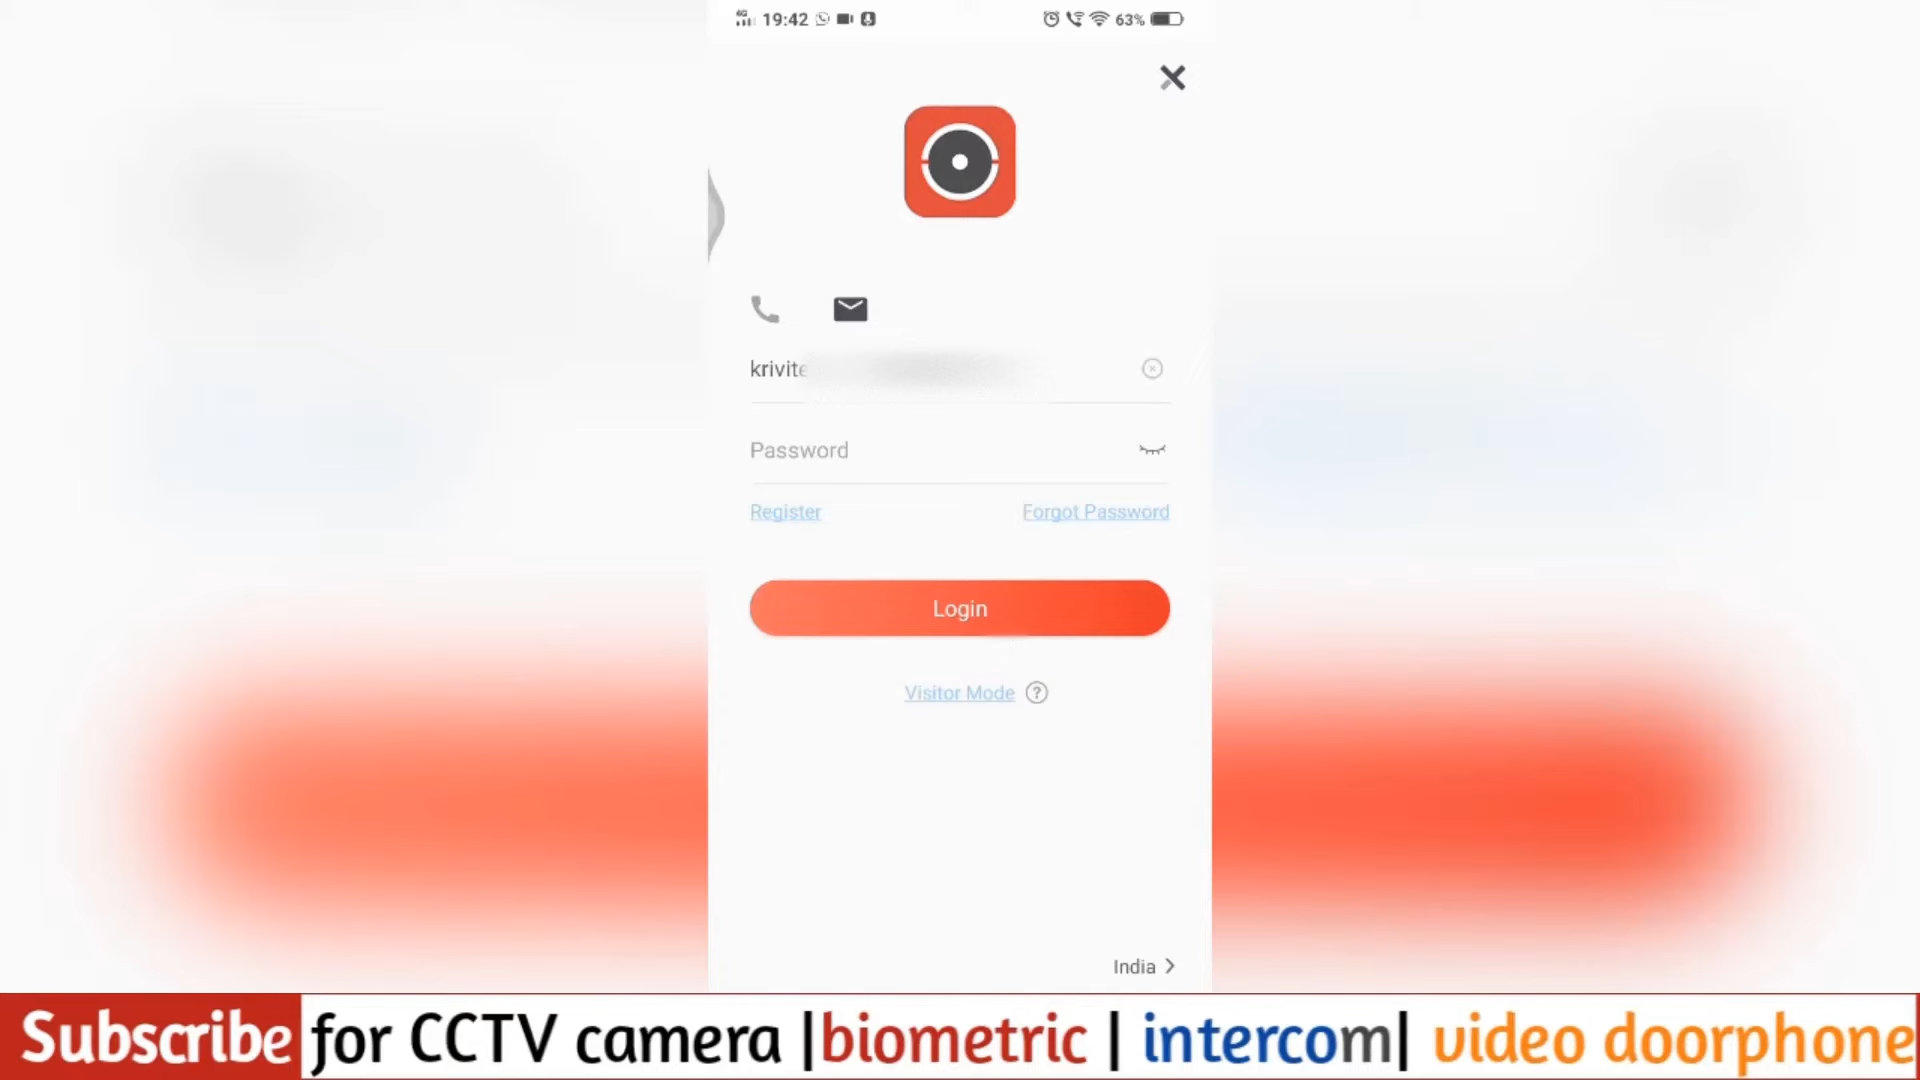 4G 19:42 63%
krivite
Password
Register Forgot Password
Login
Visitor Mode ?
India >
Subscribe for CCTV camera |biometric | intercom| video doorphone